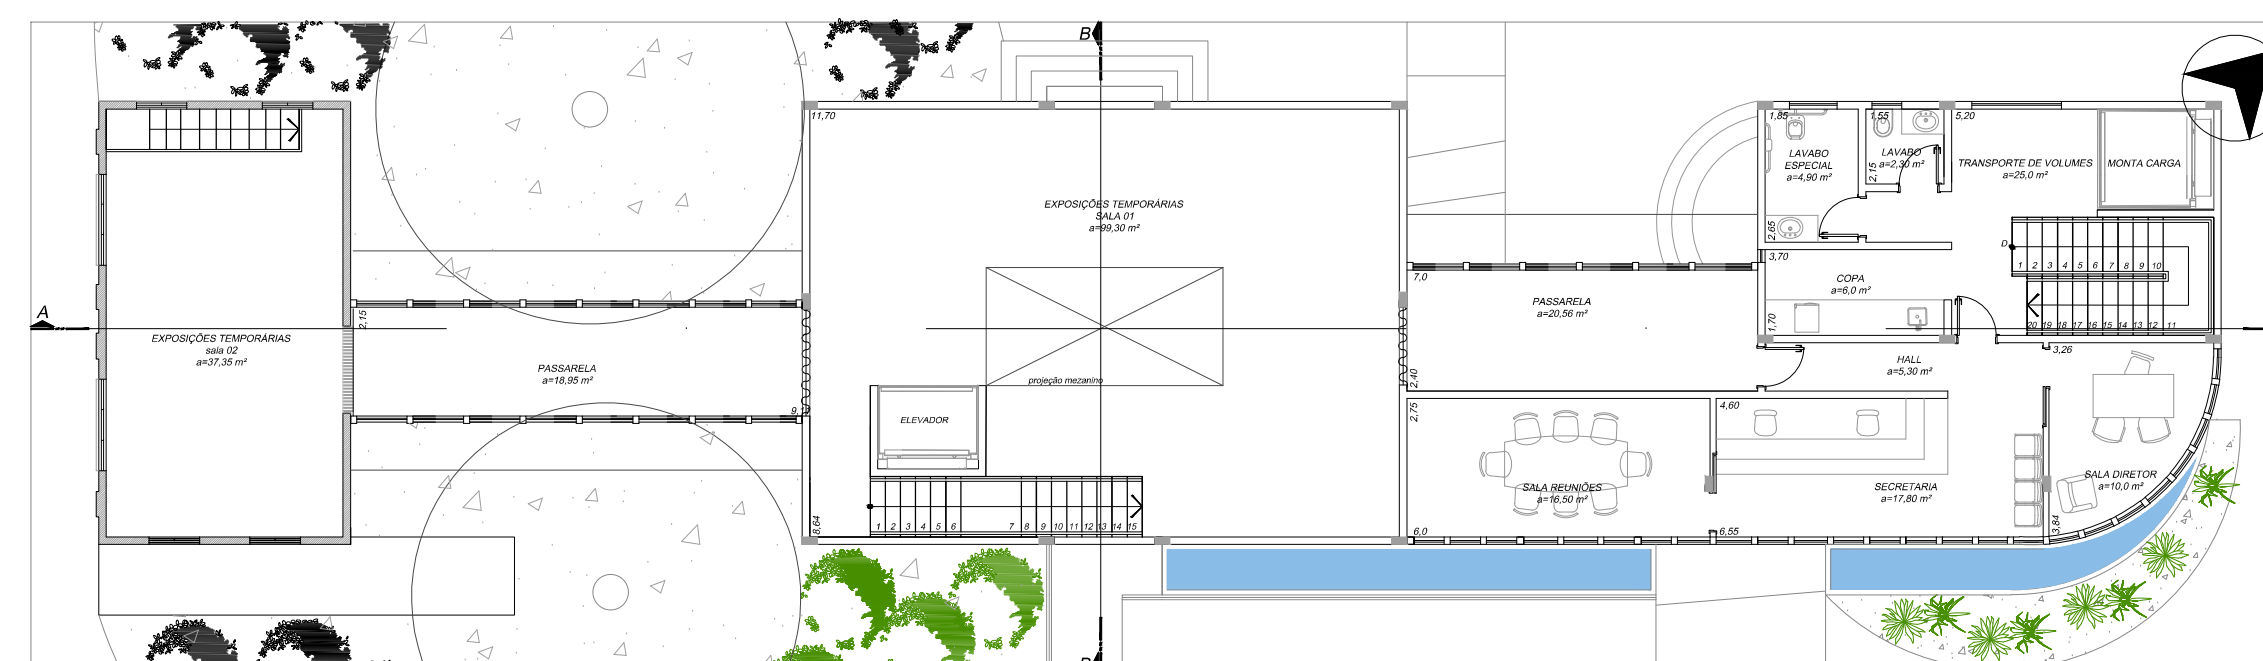 B
11,70
1,85
1,55
5,20
LAVABO
ESPECIAL
a=4,90 m²
LAVABO
a=2,30 m²
2,15
TRANSPORTE DE VOLUMES
a=25,0 m²
MONTA CARGA
EXPOSIÇÕES TEMPORÁRIAS
SALA 01
a=99,30 m²
2,65
D
3,70
1 2 3 4 5 6 7 8 9 10
7,0
COPA
a=6,0 m²
PASSARELA
a=20,56 m²
A
2,15
1,70
20 19 18 17 16 15 14 13 12 11
EXPOSIÇÕES TEMPORÁRIAS
sala 02
a=37,35 m²
PASSARELA
a=18,95 m²
projeção mezanino
2,40
HALL
a=5,30 m²
3,26
ELEVADOR
2,75
4,60
SALA REUNIÕES
a=16,50 m²
SECRETARIA
a=17,80 m²
SALA DIRETOR
a=10,0 m²
8,64
1 2 3 4 5 6 7 8 9 10 11 12 13 14 15
6,0
6,55
3,84
B